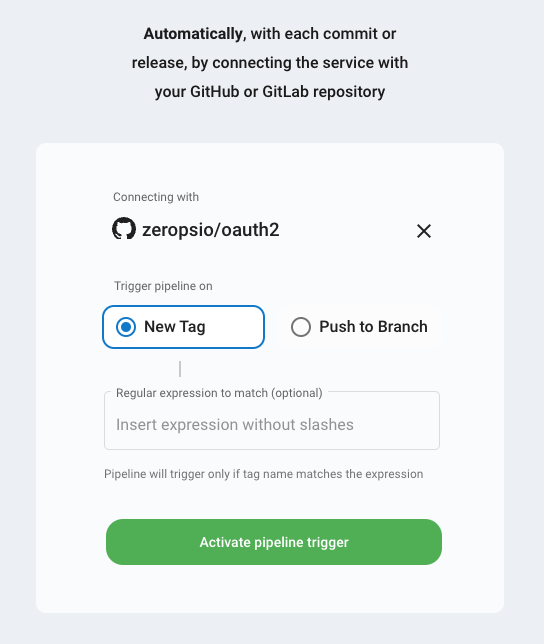 Automatically, with each commit or
release, by connecting the service with
your GitHub or GitLab repository
Connecting with
zeropsio/oauth2
Trigger pipeline on
New Tag
Push to Branch
Regular expression to match (optional)
Insert expression without slashes
Pipeline will trigger only if tag name matches the expression
Activate pipeline trigger